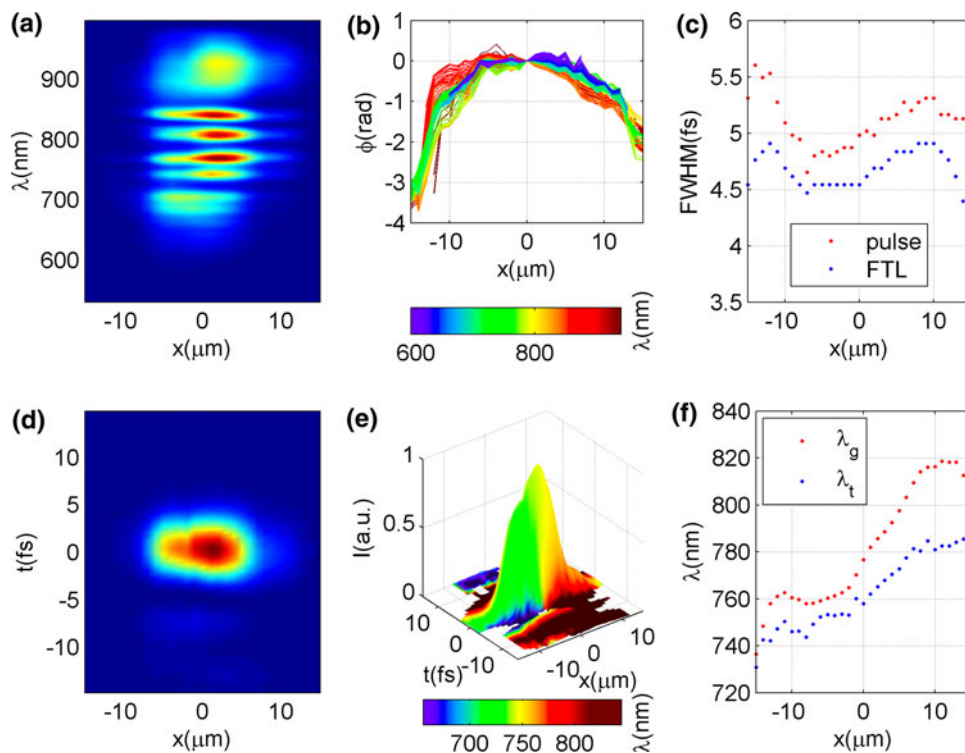 (a)
900
800
700
600
λ(nm)
-10 0 10
x(μm)
(b)
1
0
-1
-2
-3
-4
ϕ(rad)
-10 0 10
x(μm)
600 800
λ(nm)
(c)
6
5.5
5
4.5
4
3.5
FWHM(fs)
pulse
FTL
-10 0 10
x(μm)
(d)
10
5
0
-5
-10
t(fs)
-10 0 10
x(μm)
(e)
1
0.5
0
I(a.u.)
10
0
-10
t(fs)
-10
0
10
x(μm)
700 750 800
λ(nm)
(f)
840
820
800
780
760
740
720
λ(nm)
λg
λt
-10 0 10
x(μm)